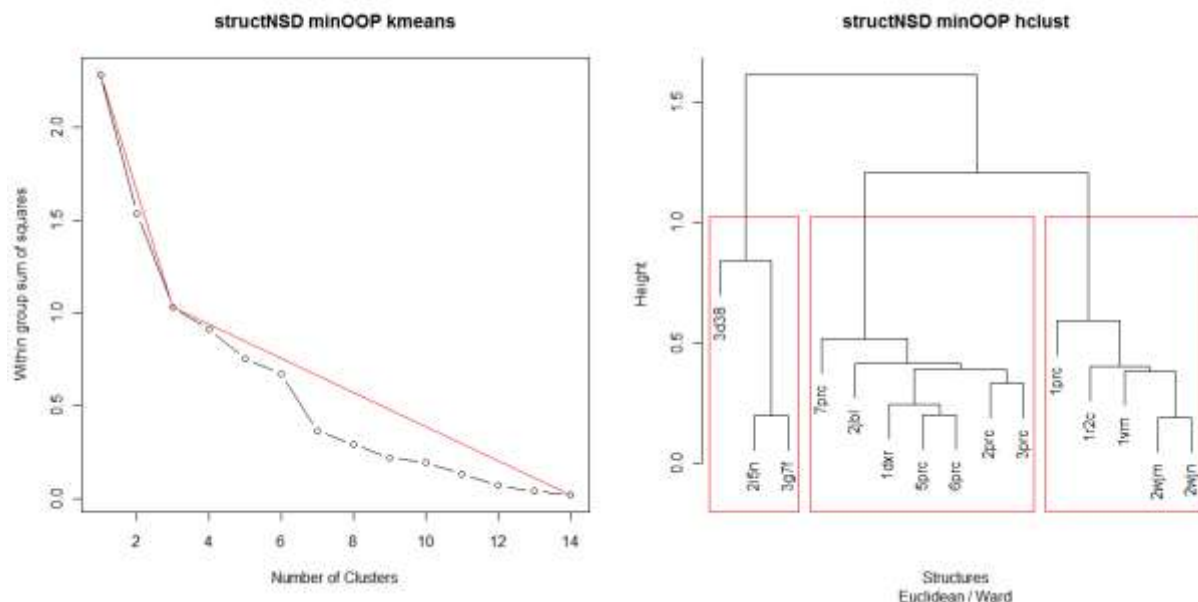 structNSD minOOP kmeans
Within group sum of squares
2.0
1.5
1.0
0.5
0.0
2 4 6 8 10 12 14
Number of Clusters
structNSD minOOP hclust
Height
1.5
1.0
0.5
0.0
3d38
2i5n
3g7f
7prc
2jbl
1dxr
5prc
6prc
2prc
3prc
1prc
1r2c
1vrn
2wjm
2wjn
Structures
Euclidean / Ward